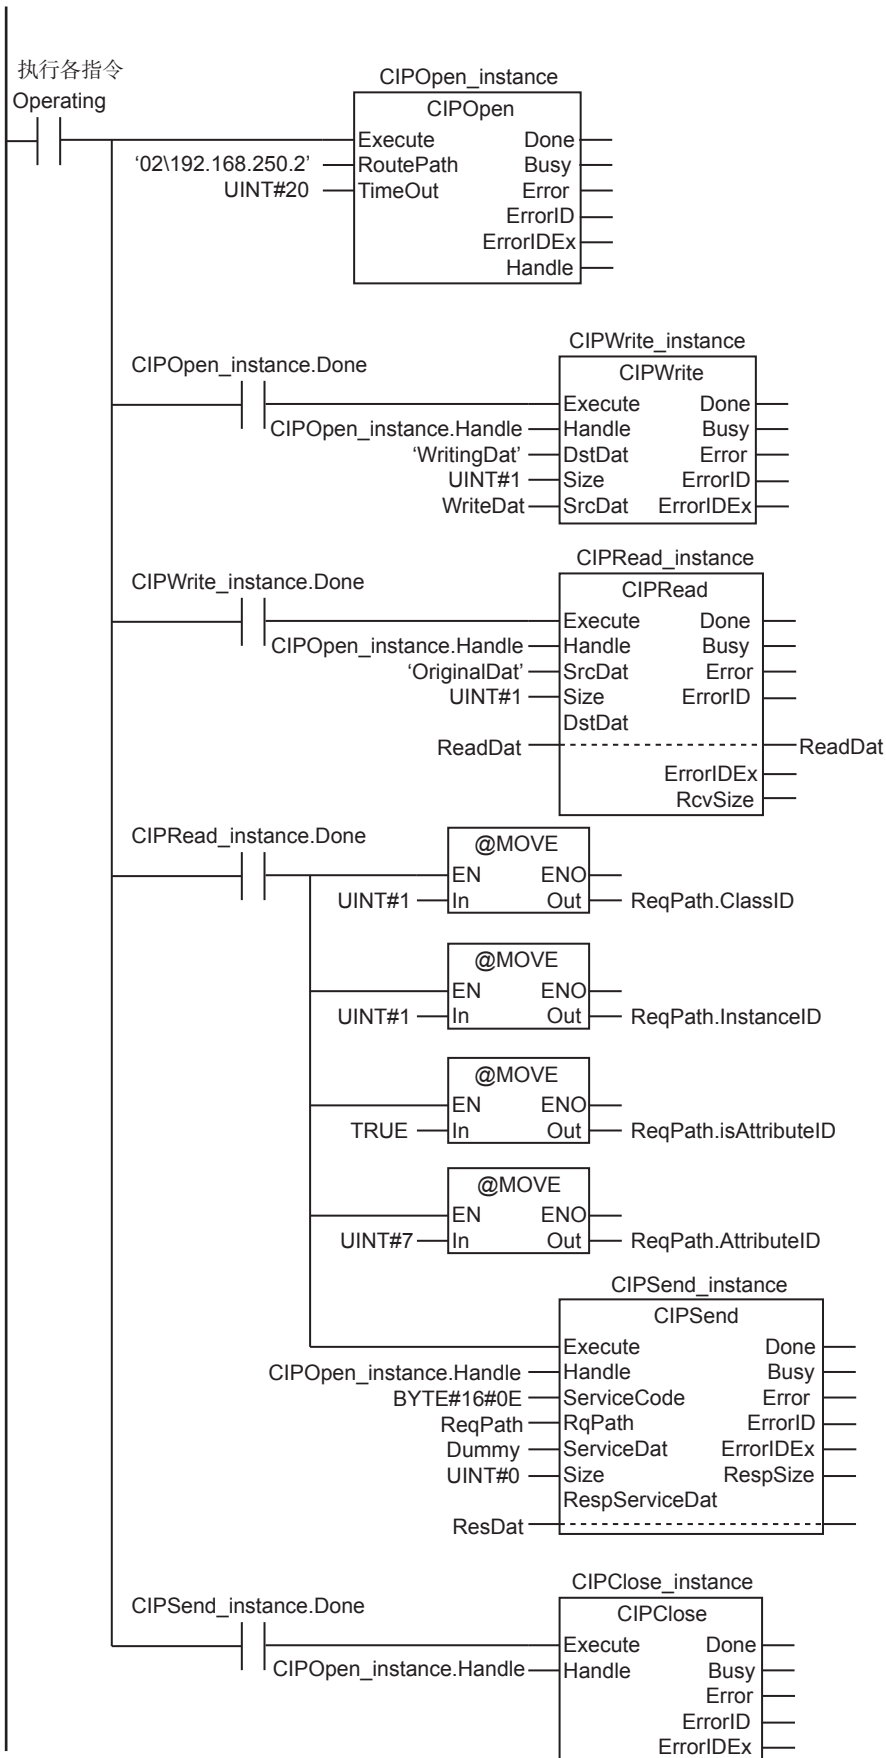 执行各指令
Operating
CIPOpen_instance
CIPOpen
Execute Done
'02\192.168.250.2' RoutePath Busy
UINT#20 TimeOut Error
ErrorID
ErrorIDEx
Handle
CIPWrite_instance
CIPOpen_instance.Done
CIPWrite
Execute Done
CIPOpen_instance.Handle Handle Busy
‘WritingDat’ DstDat Error
UINT#1 Size ErrorID
WriteDat SrcDat ErrorIDEx
CIPRead_instance
CIPWrite_instance.Done
CIPRead
Execute Done
CIPOpen_instance.Handle Handle Busy
‘OriginalDat’ SrcDat Error
UINT#1 Size ErrorID
DstDat
ReadDat ReadDat
ErrorIDEx
RcvSize
CIPRead_instance.Done
@MOVE
EN ENO
UINT#1 In Out ReqPath.ClassID
@MOVE
EN ENO
UINT#1 In Out ReqPath.InstanceID
@MOVE
EN ENO
TRUE In Out ReqPath.isAttributeID
@MOVE
EN ENO
UINT#7 In Out ReqPath.AttributeID
CIPSend_instance
CIPSend
Execute Done
CIPOpen_instance.Handle Handle Busy
BYTE#16#0E ServiceCode Error
ReqPath RqPath ErrorID
Dummy ServiceDat ErrorIDEx
UINT#0 Size RespSize
RespServiceDat
ResDat
CIPClose_instance
CIPSend_instance.Done
CIPClose
Execute Done
CIPOpen_instance.Handle Handle Busy
Error
ErrorID
ErrorIDEx